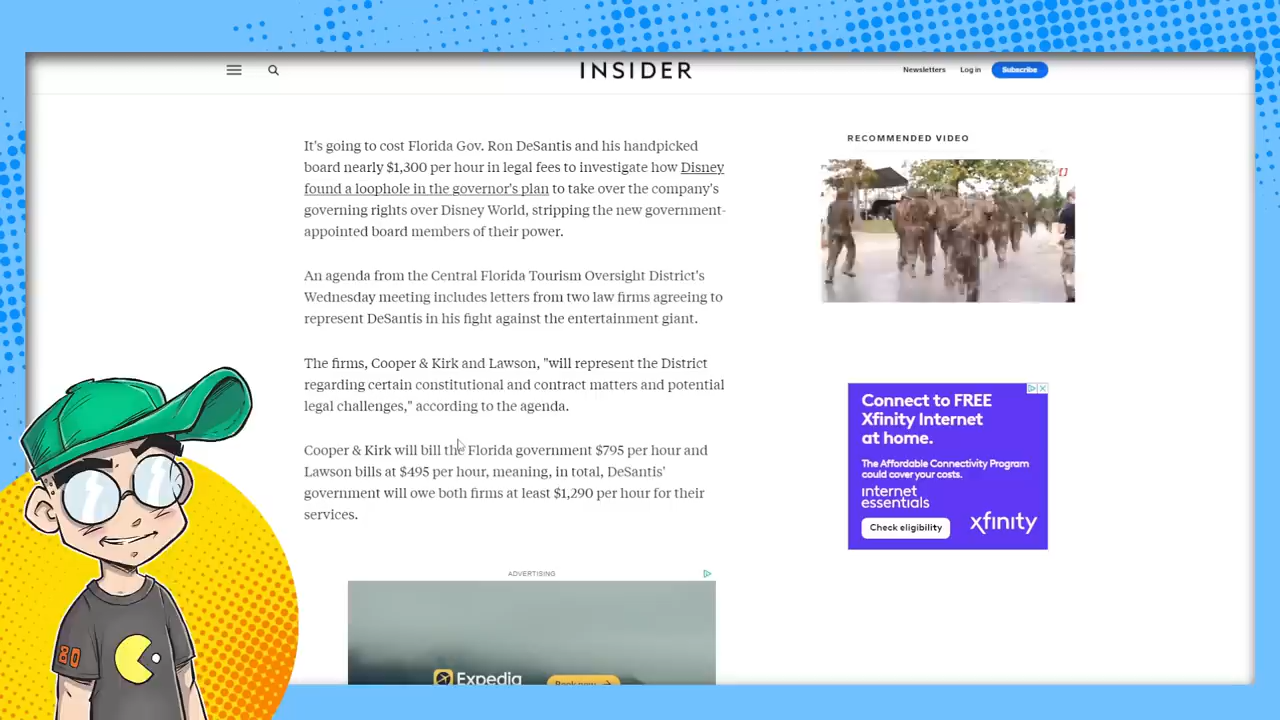 INSIDER
Newsletters
Log in
Subscribe
It's going to cost Florida Gov. Ron DeSantis and his handpicked
board nearly $1,300 per hour in legal fees to investigate how Disney
found a loophole in the governor's plan to take over the company's
governing rights over Disney World, stripping the new government-
appointed board members of their power.
An agenda from the Central Florida Tourism Oversight District's
Wednesday meeting includes letters from two law firms agreeing to
represent DeSantis in his fight against the entertainment giant.
The firms, Cooper & Kirk and Lawson, "will represent the District
regarding certain constitutional and contract matters and potential
legal challenges," according to the agenda.
Cooper & Kirk will bill the Florida government $795 per hour and
Lawson bills at $495 per hour, meaning, in total, DeSantis'
government will owe both firms at least $1,290 per hour for their
services.
ADVERTISING
Expedia
Book now →
RECOMMENDED VIDEO
Connect to FREE
Xfinity Internet
at home.
The Affordable Connectivity Program
could cover your costs.
internet
essentials
Check eligibility
xfinity
80